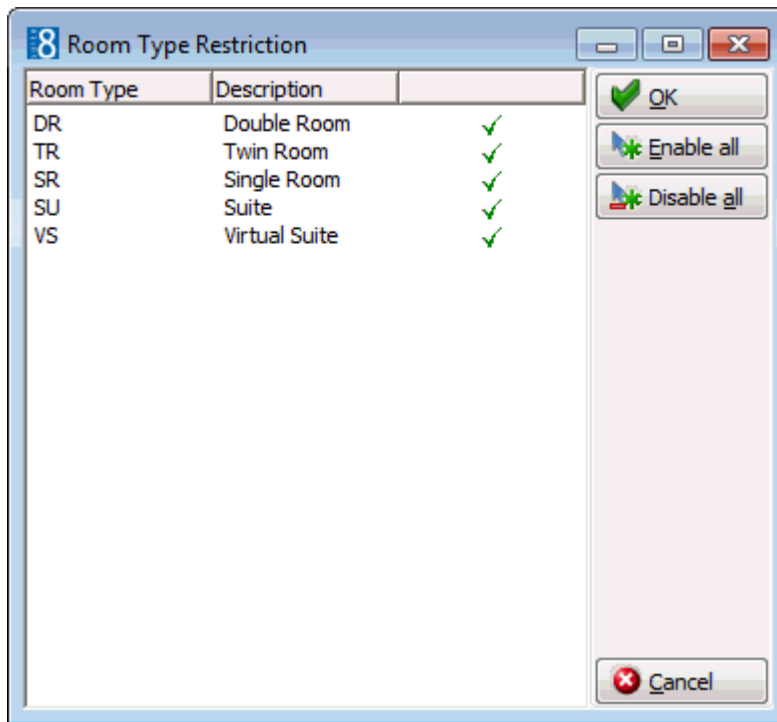 8 Room Type Restriction
Room Type Description
DR Double Room
TR Twin Room
SR Single Room
SU Suite
VS Virtual Suite
OK
Enable all
Disable all
Cancel